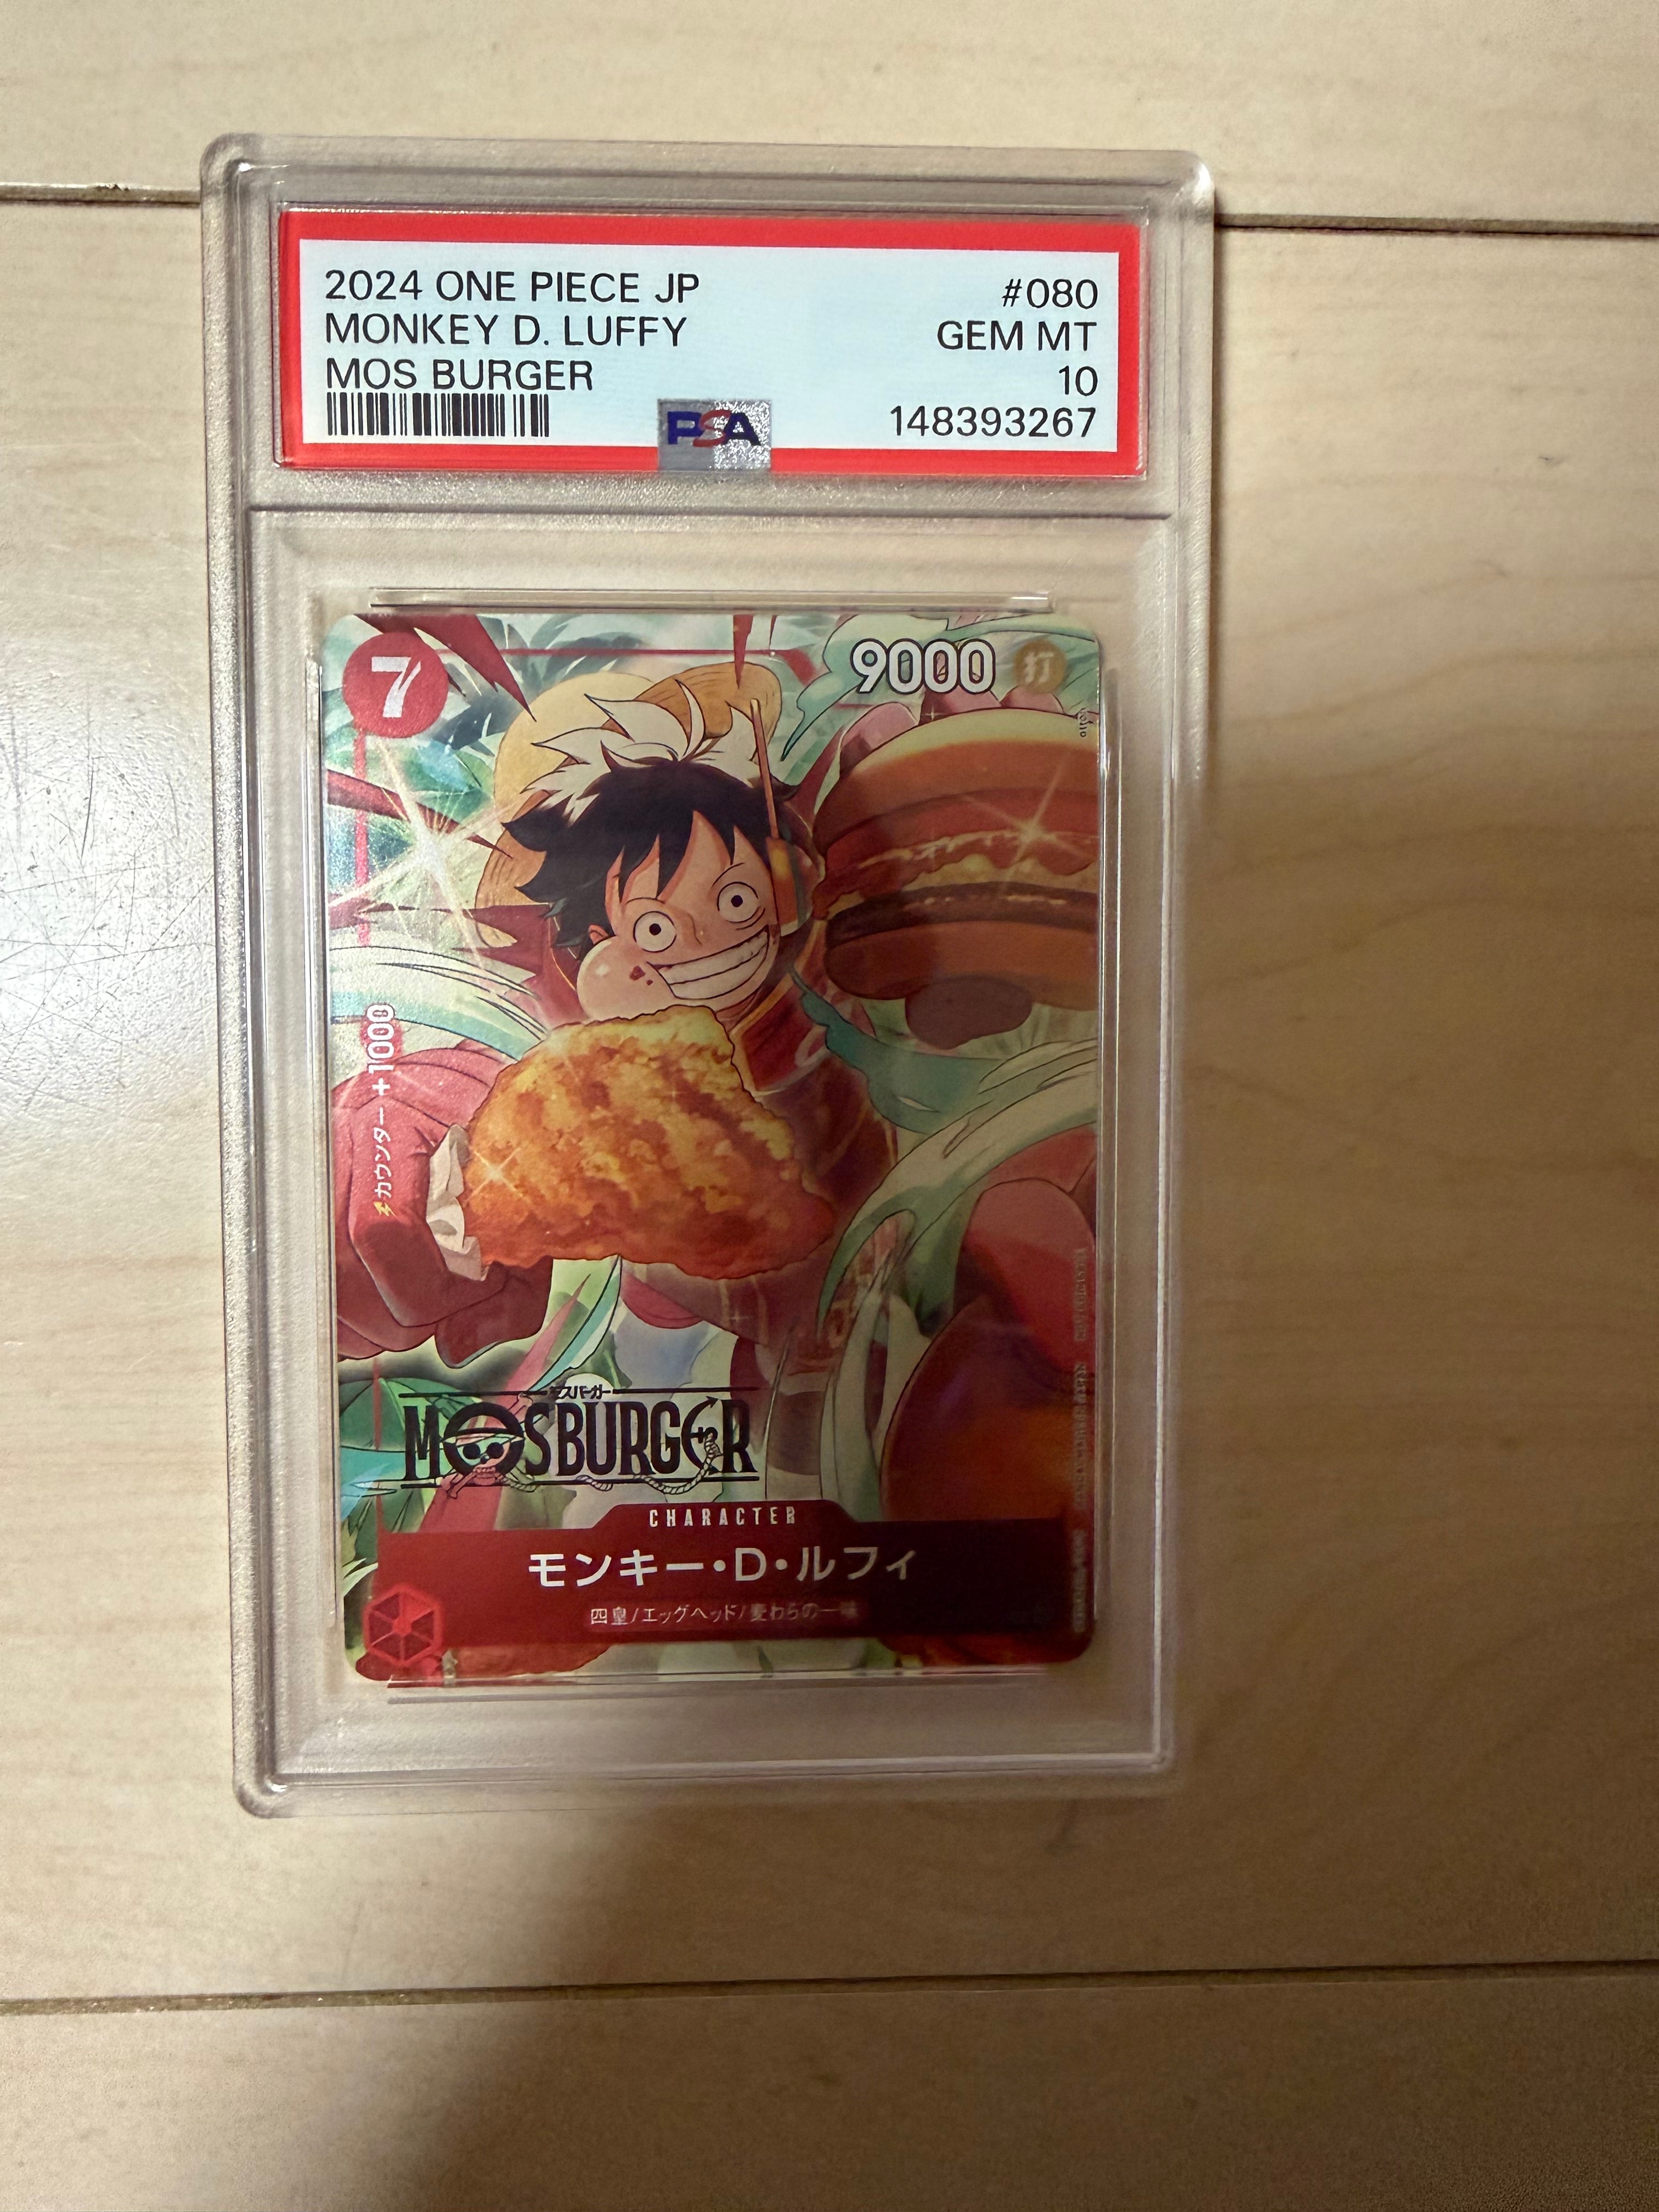 2024 ONE PIECE JP
#080
MONKEY D. LUFFY
GEM MT
MOS BURGER
10
148393267
PSA
7
9000
打
カウンター +1000
モスバーガー
MOSBURGER
CHARACTER
モンキー・D・ルフィ
四皇/エッグヘッド/麦わらの一味